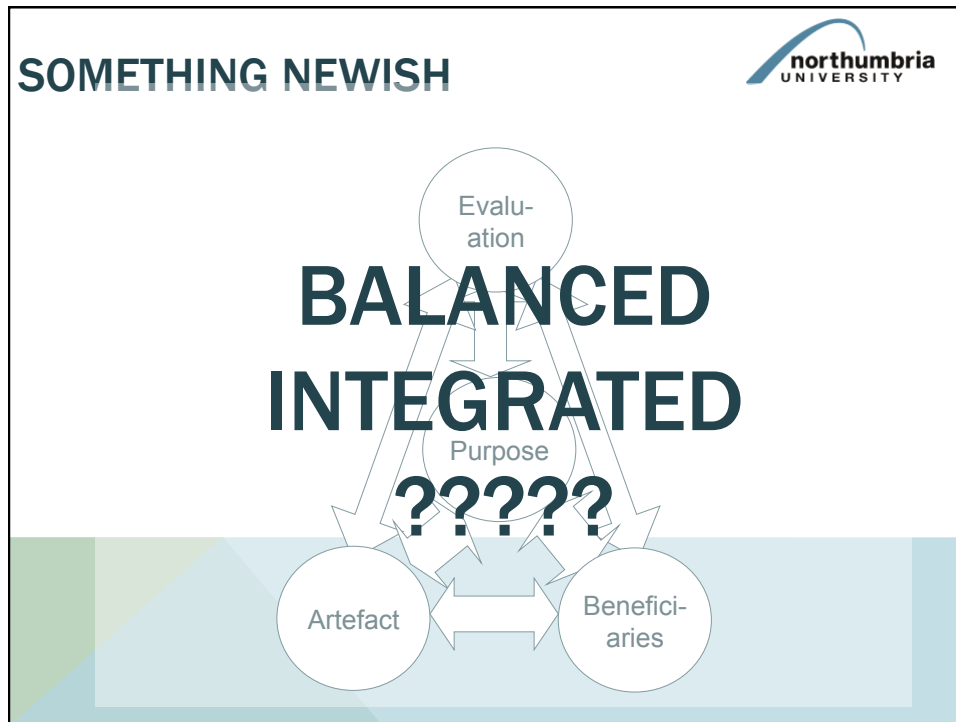 SOMETHING NEWISH
northumbria
UNIVERSITY
Evalu-
ation
BALANCED
INTEGRATED
Purpose
?????
Artefact
Benefici-
aries